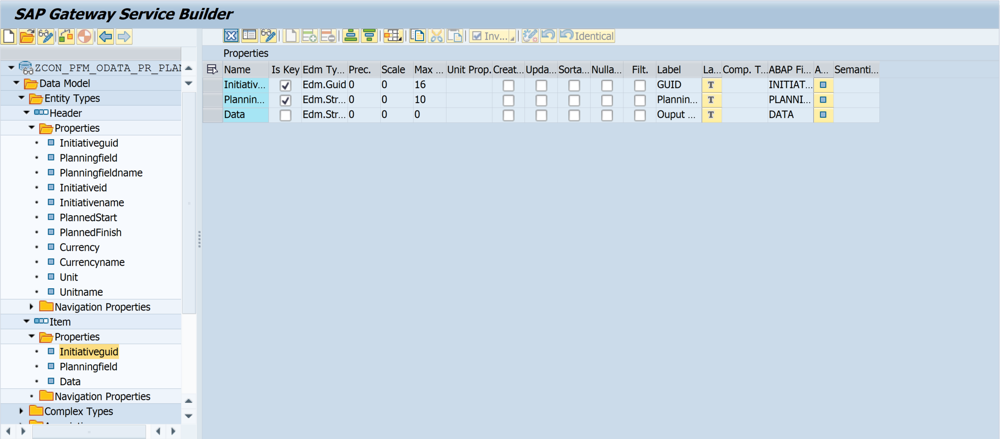 SAP Gateway Service Builder
Inv... Identical
Properties
Name Is Key Edm Ty... Prec. Scale Max ... Unit Prop. Creat... Upda... Sorta... Nulla... Filt. Label La... Comp. T... ABAP Fi... A... Semanti...
Initiativ... Edm.Guid 0 0 16 GUID T INITIAT...
Plannin... Edm.Str... 0 0 10 Plannin... T PLANNI...
Data Edm.Str... 0 0 0 Ouput ... T DATA
ZCON_PFM_ODATA_PR_PLAN
Data Model
Entity Types
Header
Properties
Initiativeguid
Planningfield
Planningfieldname
Initiativeid
Initiativename
PlannedStart
PlannedFinish
Currency
Currencyname
Unit
Unitname
Navigation Properties
Item
Properties
Initiativeguid
Planningfield
Data
Navigation Properties
Complex Types